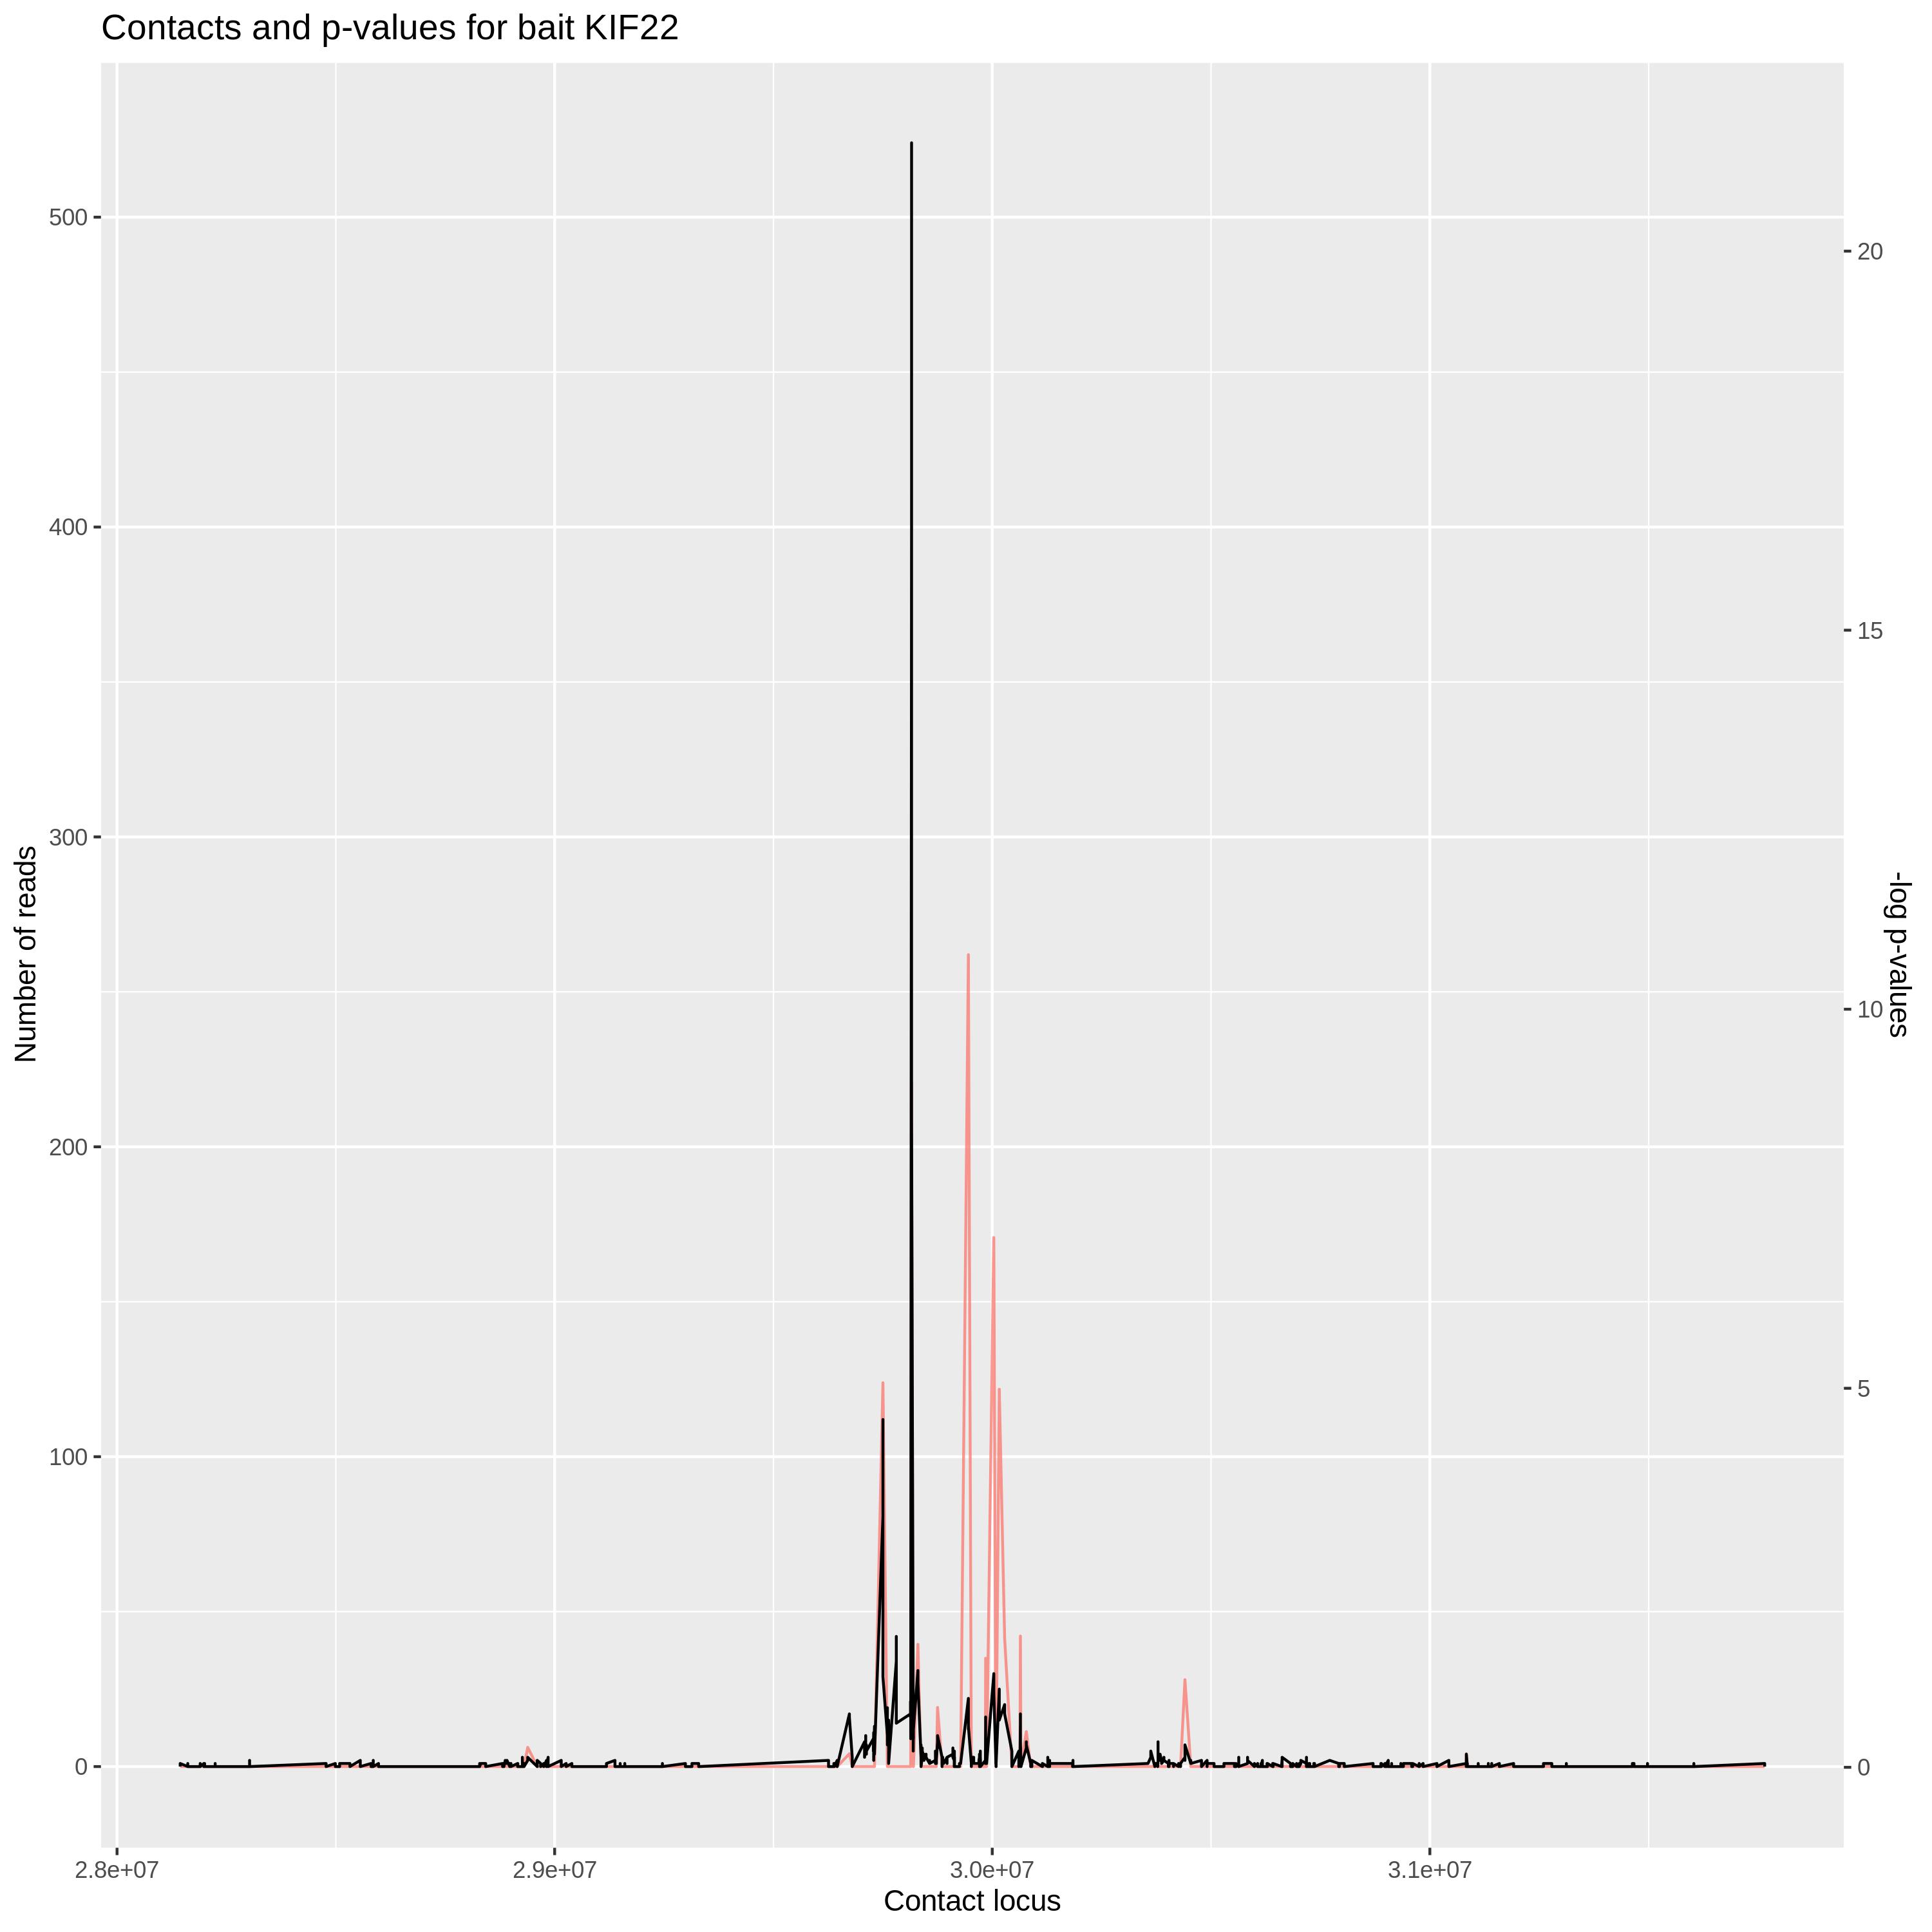 Contacts and p-values for bait KIF22
Number of reads
500
400
300
200
100
0
20
15
10
5
0
-log p-values
2.8e+07 2.9e+07 3.0e+07 3.1e+07
Contact locus